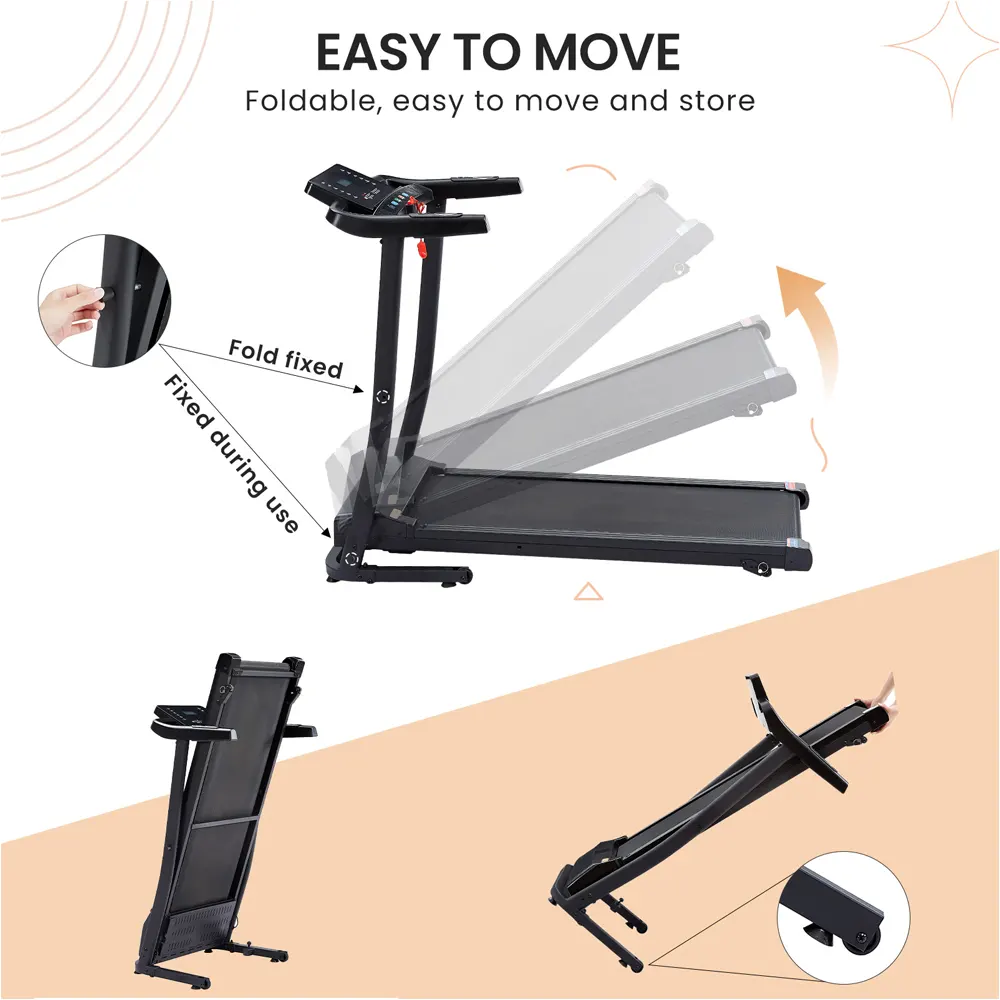 EASY TO MOVE
Foldable, easy to move and store
Fold fixed
Fixed during use